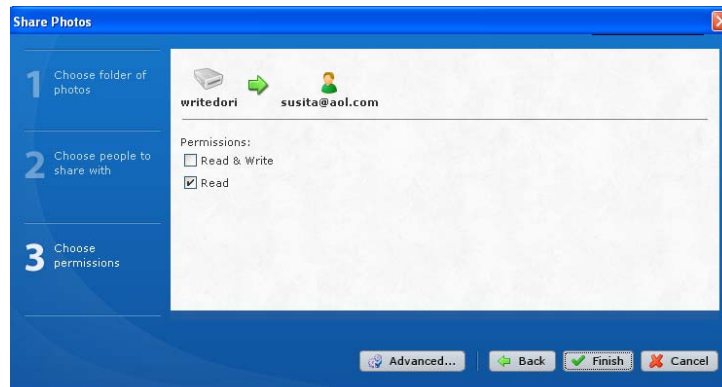 Share Photos
1 Choose folder of
photos
2 Choose people to
share with
3 Choose
permissions
writedori susita@aol.com
Permissions:
Read & Write
Read
Advanced... Back Finish Cancel